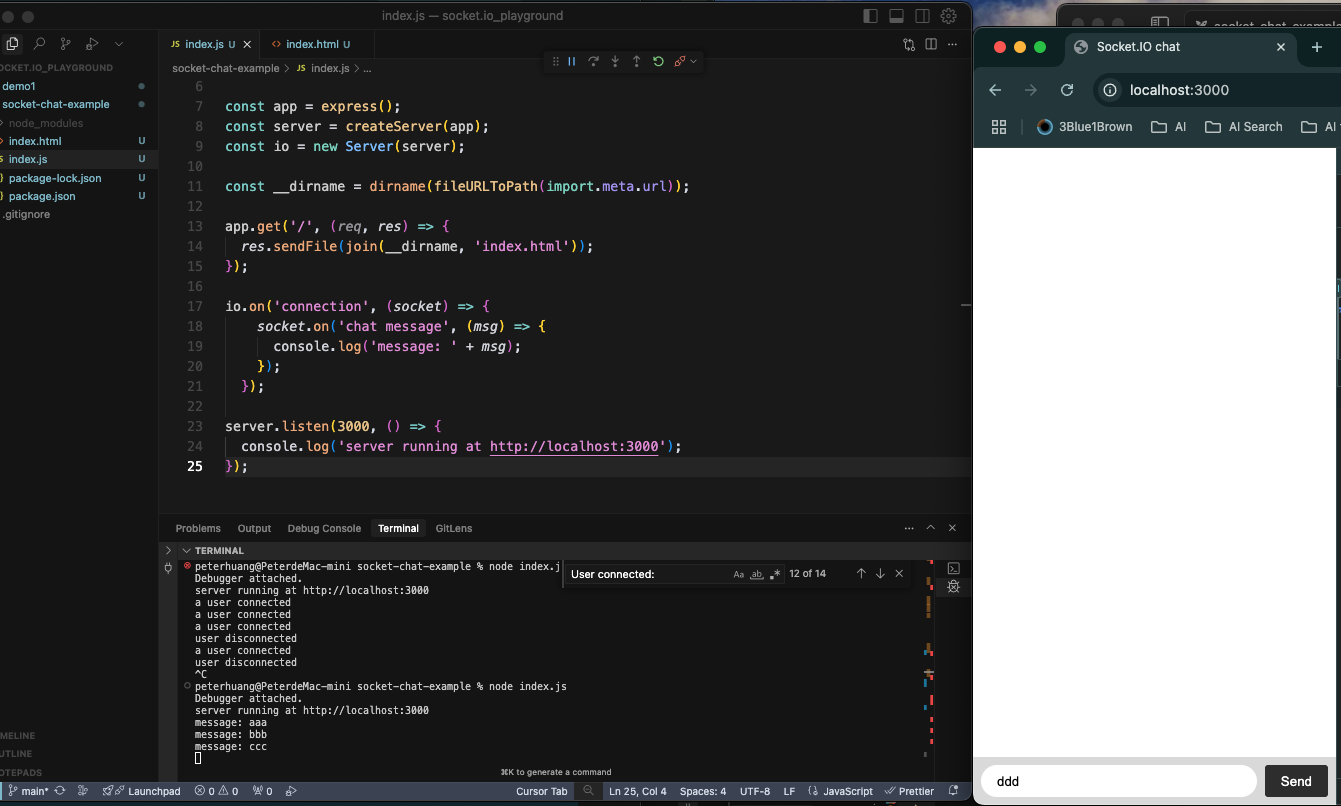 index.js — socket.io_playground
OCKET.IO_PLAYGROUND
demo1
socket-chat-example
node_modules
index.html U
index.js U
package-lock.json U
package.json U
.gitignore
MELINE
UTLINE
OTEPADS
JS index.js U
index.html U
socket-chat-example > JS index.js > ...
6
7 const app = express();
8 const server = createServer(app);
9 const io = new Server(server);
10
11 const __dirname = dirname(fileURLToPath(import.meta.url));
12
13 app.get('/', (req, res) => {
14 res.sendFile(join(__dirname, 'index.html'));
15 });
16
17 io.on('connection', (socket) => {
18 socket.on('chat message', (msg) => {
19 console.log('message: ' + msg);
20 });
21 });
22
23 server.listen(3000, () => {
24 console.log('server running at http://localhost:3000');
25 });
Problems Output Debug Console Terminal GitLens
TERMINAL
peterhuang@PeterdeMac-mini socket-chat-example % node index.j
User connected: Aa ab .* 12 of 14
Debugger attached.
server running at http://localhost:3000
a user connected
a user connected
a user connected
user disconnected
a user connected
user disconnected
^C
peterhuang@PeterdeMac-mini socket-chat-example % node index.js
Debugger attached.
server running at http://localhost:3000
message: aaa
message: bbb
message: ccc
⌘K to generate a command
main* Launchpad 0 0 0 Cursor Tab Ln 25, Col 4 Spaces: 4 UTF-8 LF JavaScript Prettier
socket-chat-example
Socket.IO chat
localhost:3000
3Blue1Brown AI AI Search AI
ddd Send